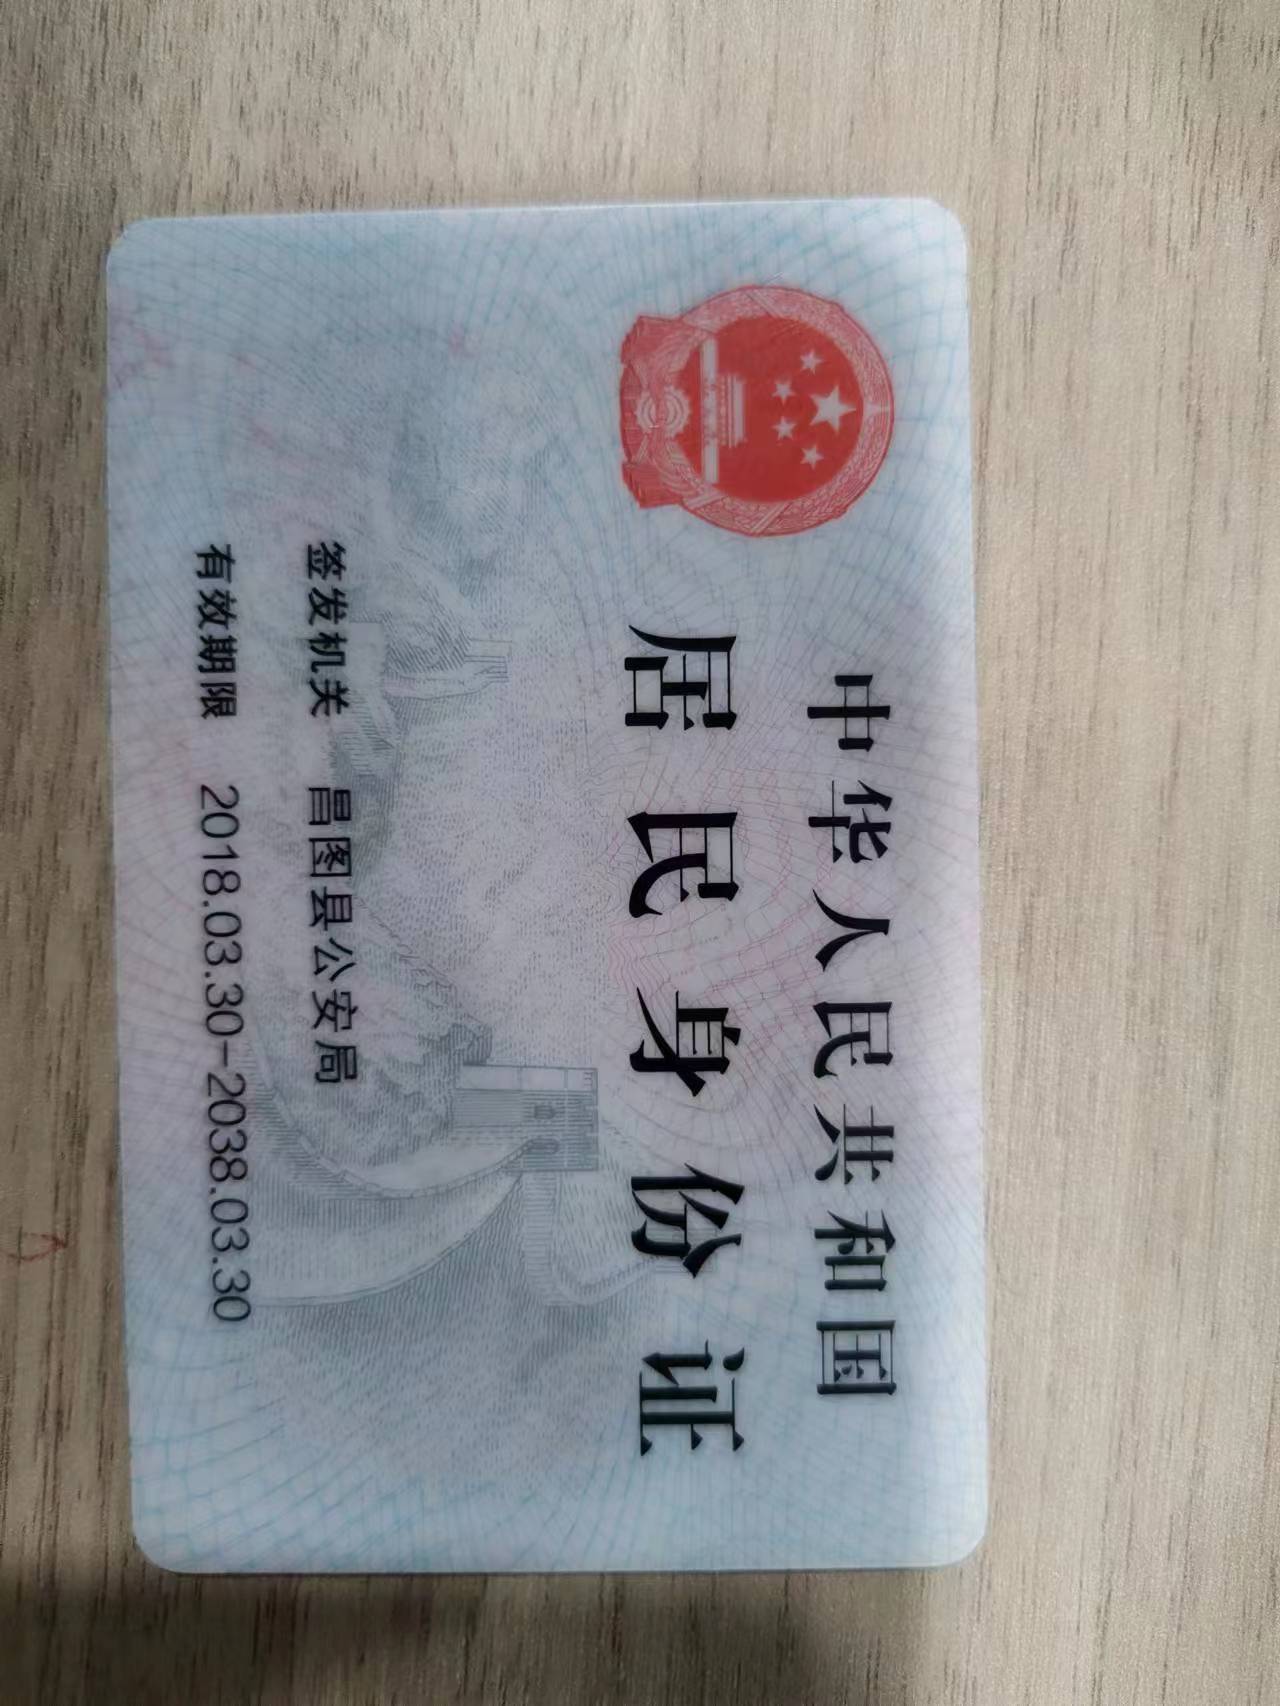 中华人民共和国
居民身份证
签发机关 昌图县公安局
有效期限 2018.03.30-2038.03.30